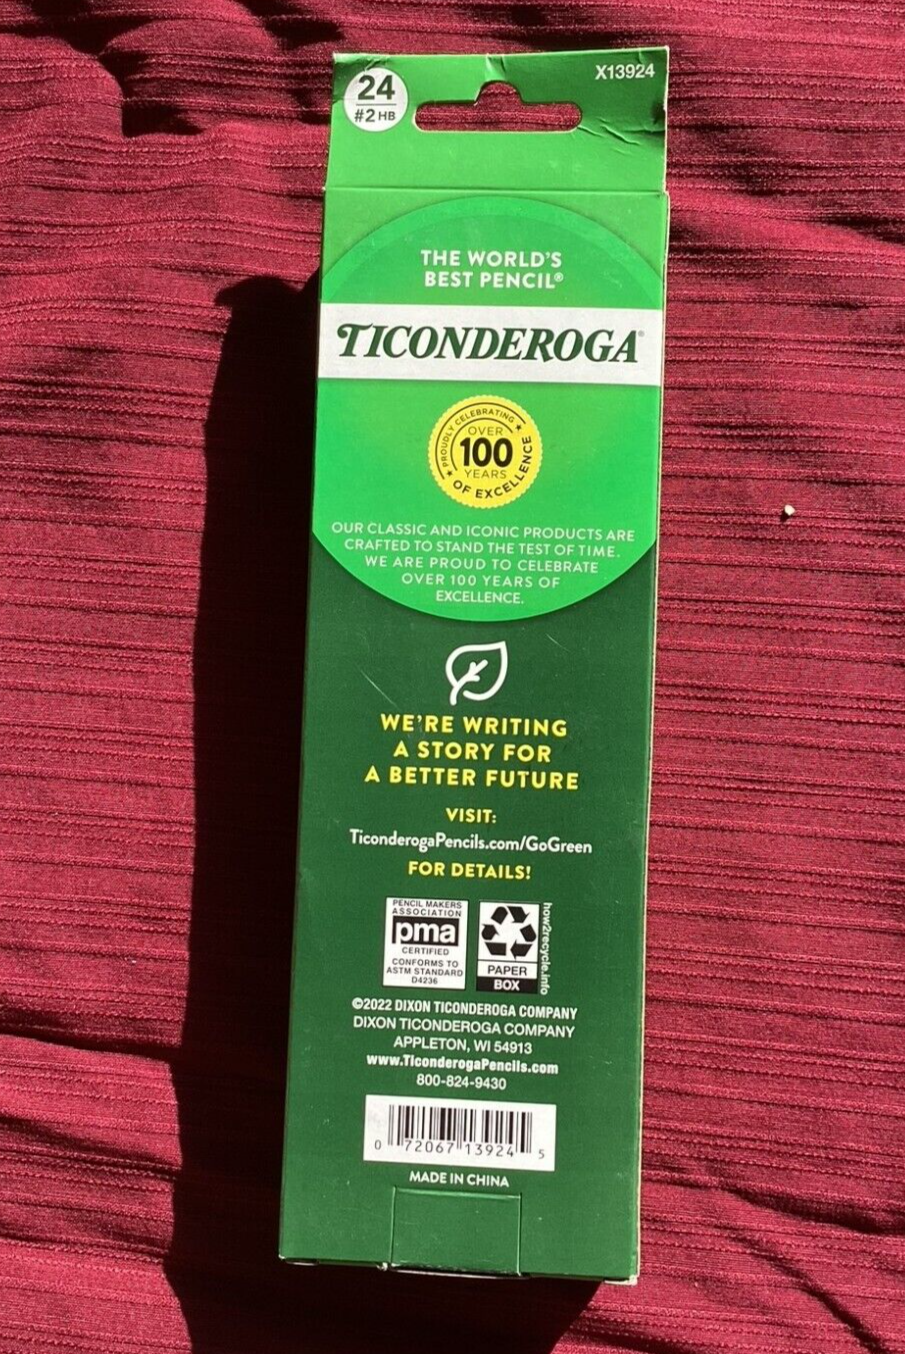 24
#2 HB
X13924
THE WORLD'S
BEST PENCIL®
TICONDEROGA®
PROUDLY CELEBRATING
OVER
100
YEARS
OF EXCELLENCE
OUR CLASSIC AND ICONIC PRODUCTS ARE
CRAFTED TO STAND THE TEST OF TIME.
WE ARE PROUD TO CELEBRATE
OVER 100 YEARS OF
EXCELLENCE.
WE'RE WRITING
A STORY FOR
A BETTER FUTURE
VISIT:
TiconderogaPencils.com/GoGreen
FOR DETAILS!
PENCIL MAKERS
ASSOCIATION
pma
CERTIFIED
CONFORMS TO
ASTM STANDARD
D4236
PAPER
BOX
how2recycle.info
©2022 DIXON TICONDEROGA COMPANY
DIXON TICONDEROGA COMPANY
APPLETON, WI 54913
www.TiconderogaPencils.com
800-824-9430
0 72067 13924 5
MADE IN CHINA